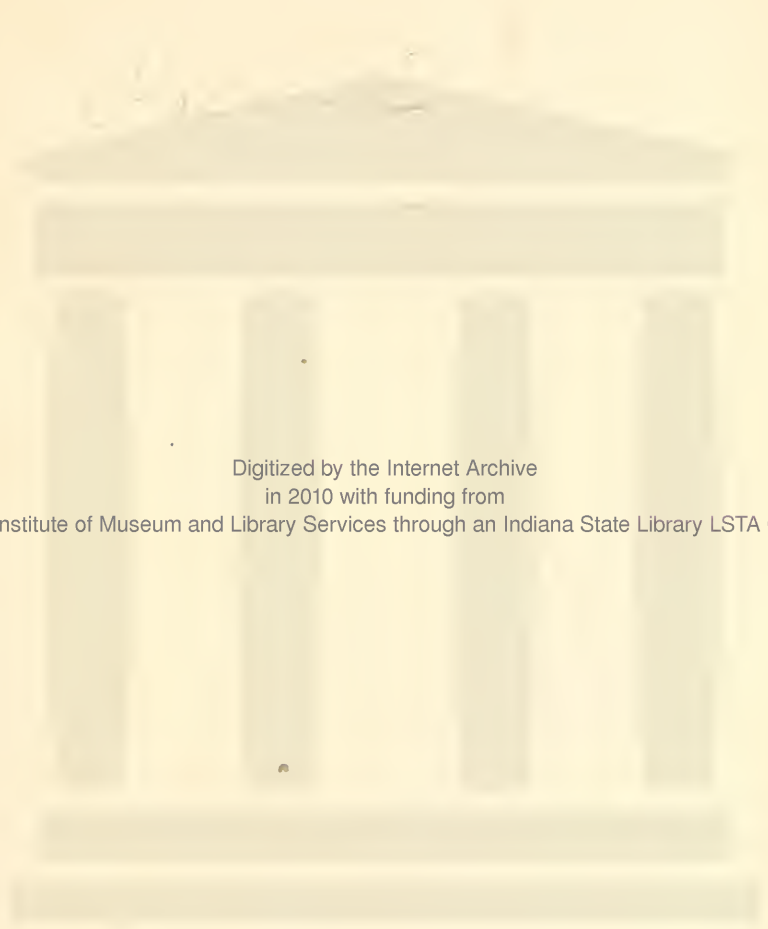 Digitized by the Internet Archive
in 2010 with funding from
nstitute of Museum and Library Services through an Indiana State Library LSTA